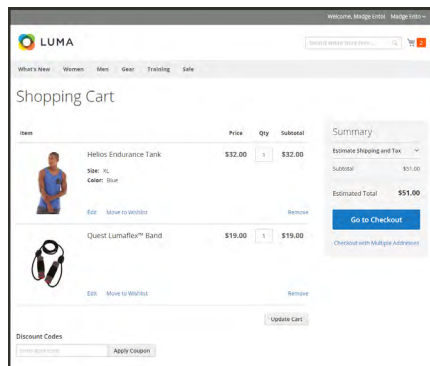 Welcome, Madge Ento! Madge Ento
LUMA
Search entire store here...
2
What's New Women Men Gear Training Sale
Shopping Cart
Item Price Qty Subtotal
Helios Endurance Tank $32.00 1 $32.00
Size: XL
Color: Blue
Edit Move to Wishlist Remove
Quest Lumaflex™ Band $19.00 1 $19.00
Edit Move to Wishlist Remove
Update Cart
Discount Codes
Apply Coupon
Summary
Estimate Shipping and Tax
Subtotal $51.00
Estimated Total $51.00
Go to Checkout
Checkout with Multiple Addresses